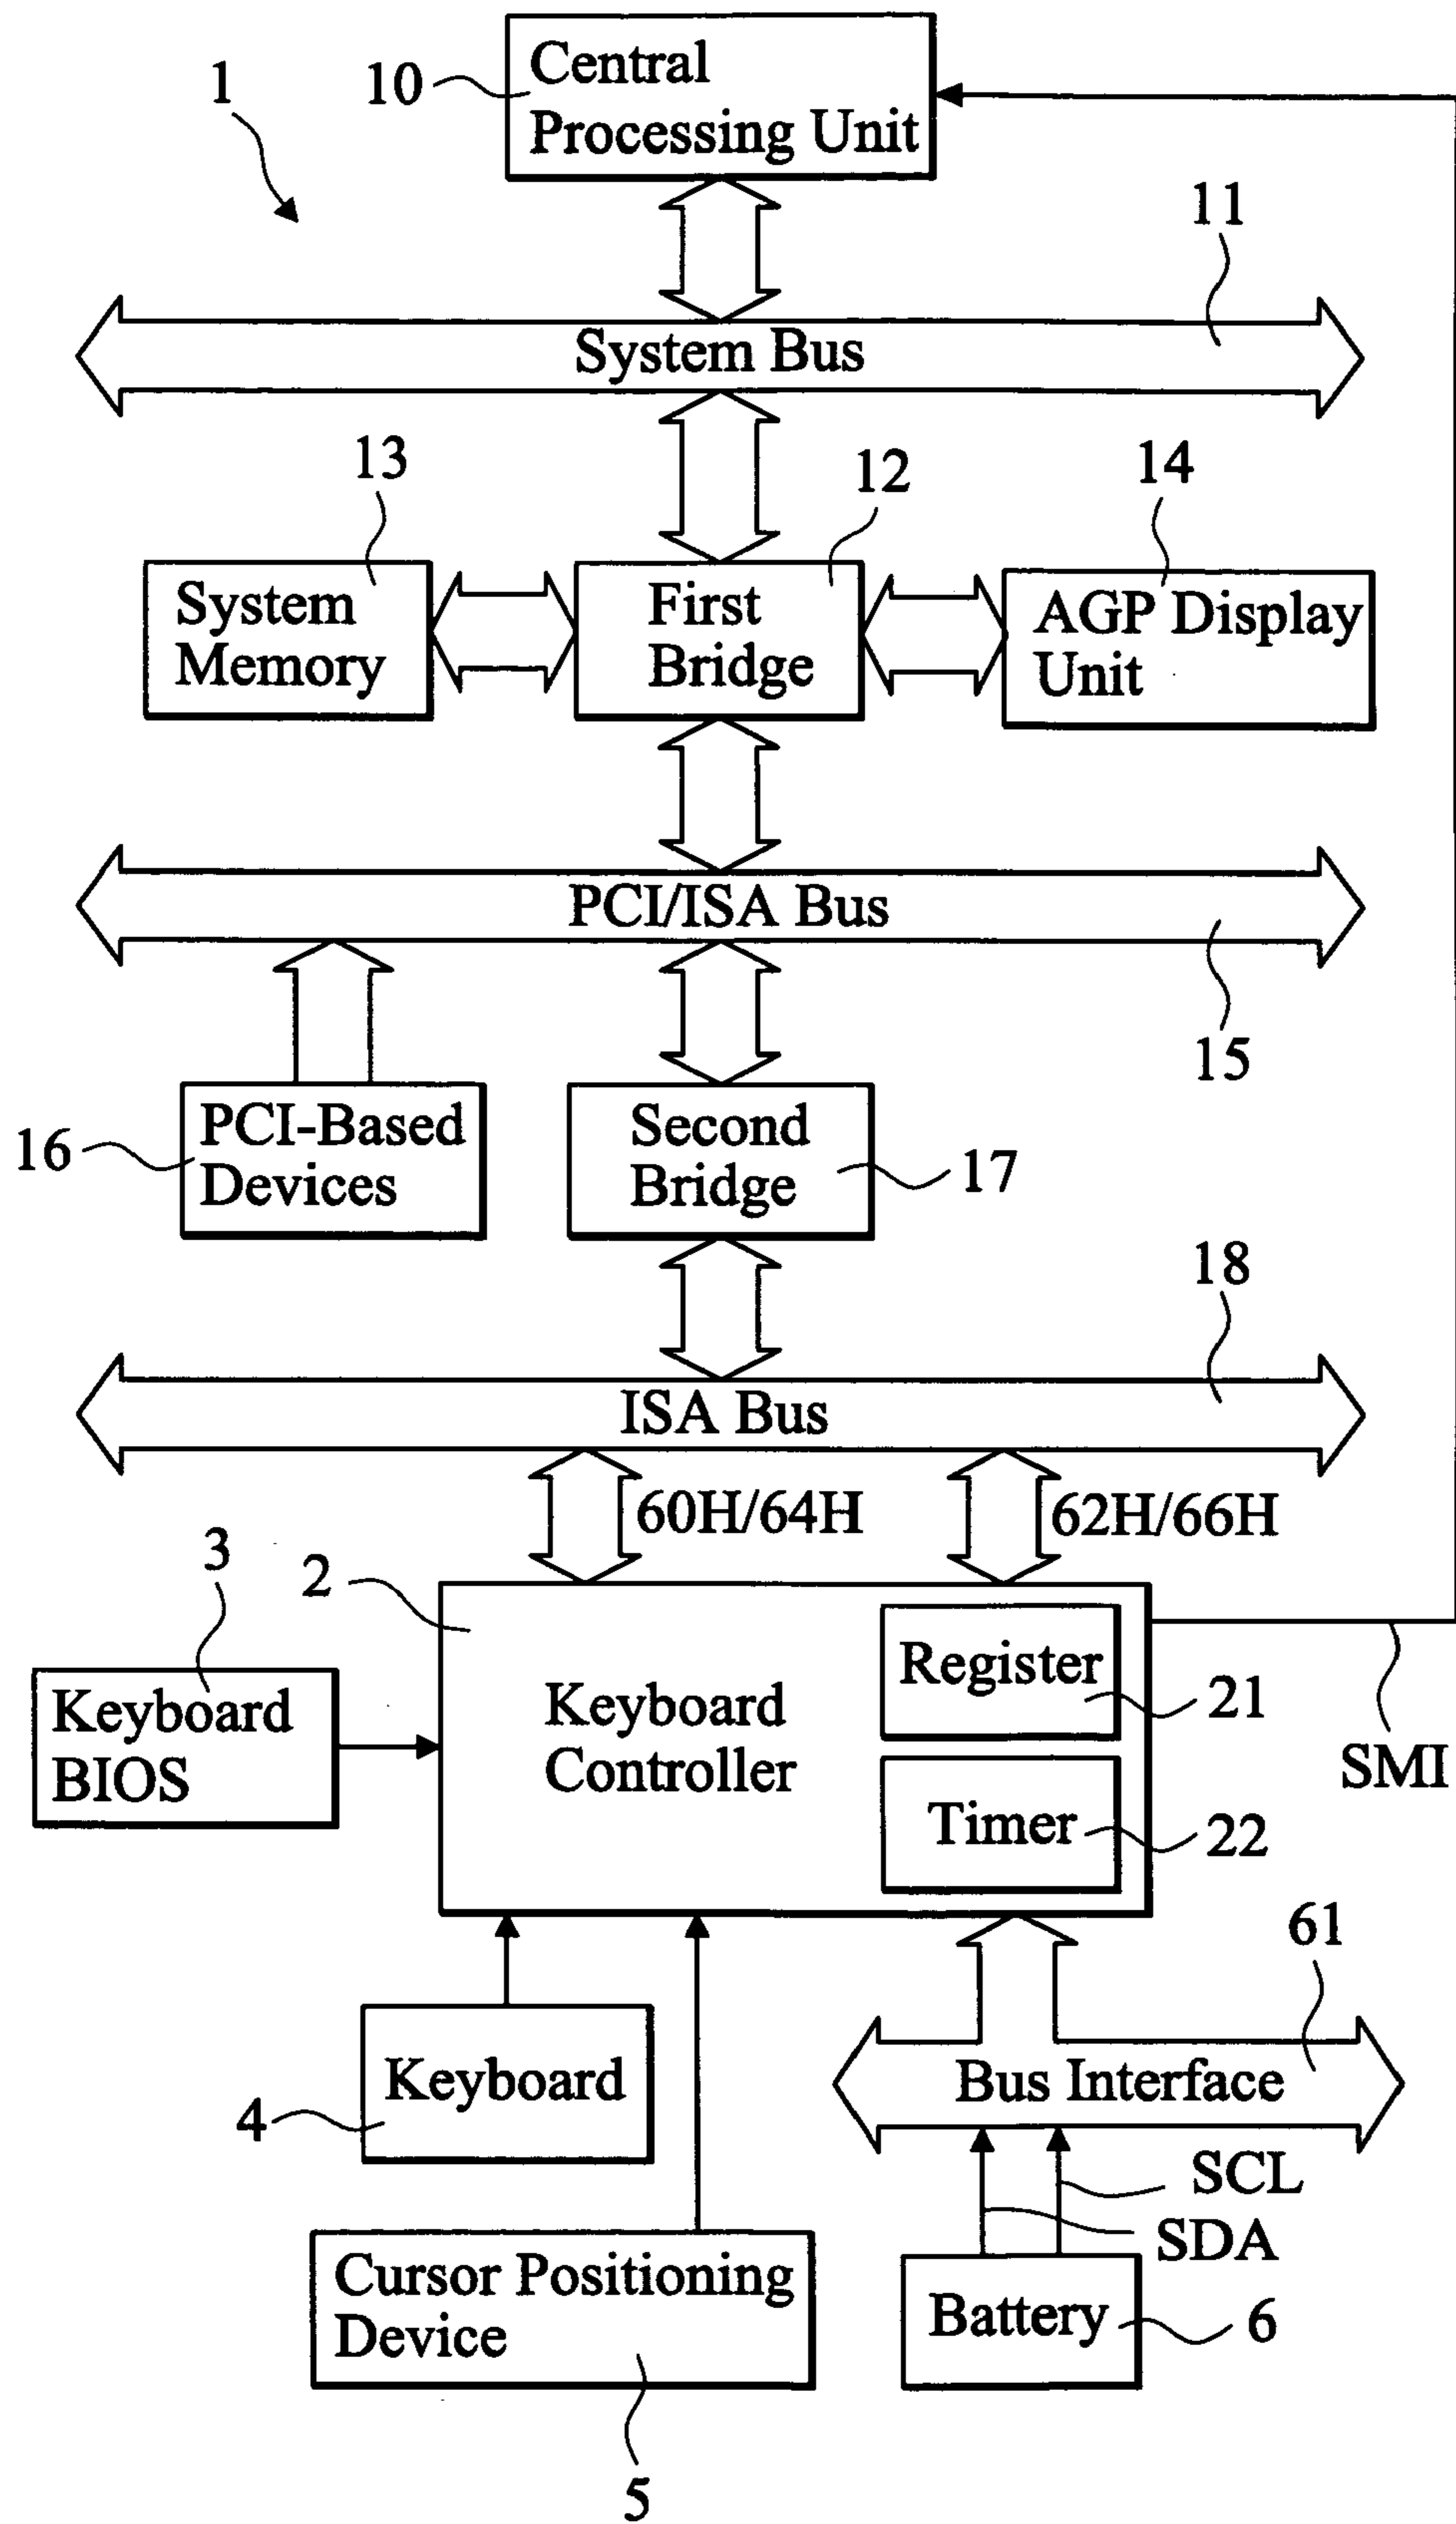 1
10
Central
Processing Unit
11
System Bus
13
12
14
System
Memory
First
Bridge
AGP Display
Unit
PCI/ISA Bus
15
16
PCI-Based
Devices
Second
Bridge
17
18
ISA Bus
60H/64H
62H/66H
3
2
Keyboard
BIOS
Keyboard
Controller
Register
21
Timer
22
SMI
61
4
Keyboard
Bus Interface
SCL
SDA
Cursor Positioning
Device
Battery
6
5